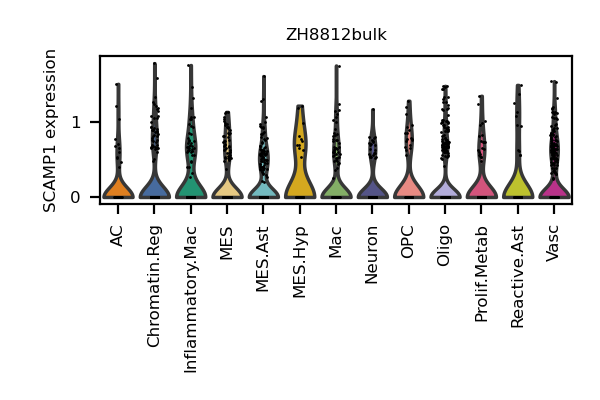 ZH8812bulk
SCAMP1 expression
1
0
AC
Chromatin.Reg
Inflammatory.Mac
MES
MES.Ast
MES.Hyp
Mac
Neuron
OPC
Oligo
Prolif.Metab
Reactive.Ast
Vasc